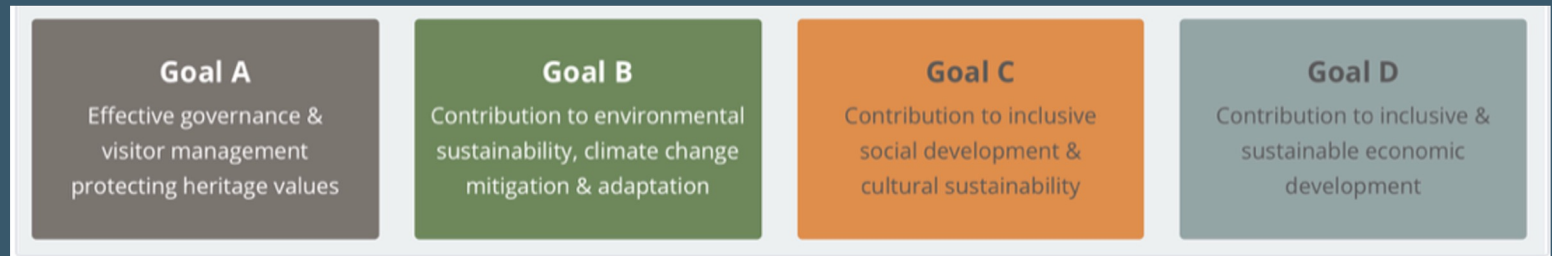 Goal A
Effective governance &
visitor management
protecting heritage values
Goal B
Contribution to environmental
sustainability, climate change
mitigation & adaptation
Goal C
Contribution to inclusive
social development &
cultural sustainability
Goal D
Contribution to inclusive &
sustainable economic
development